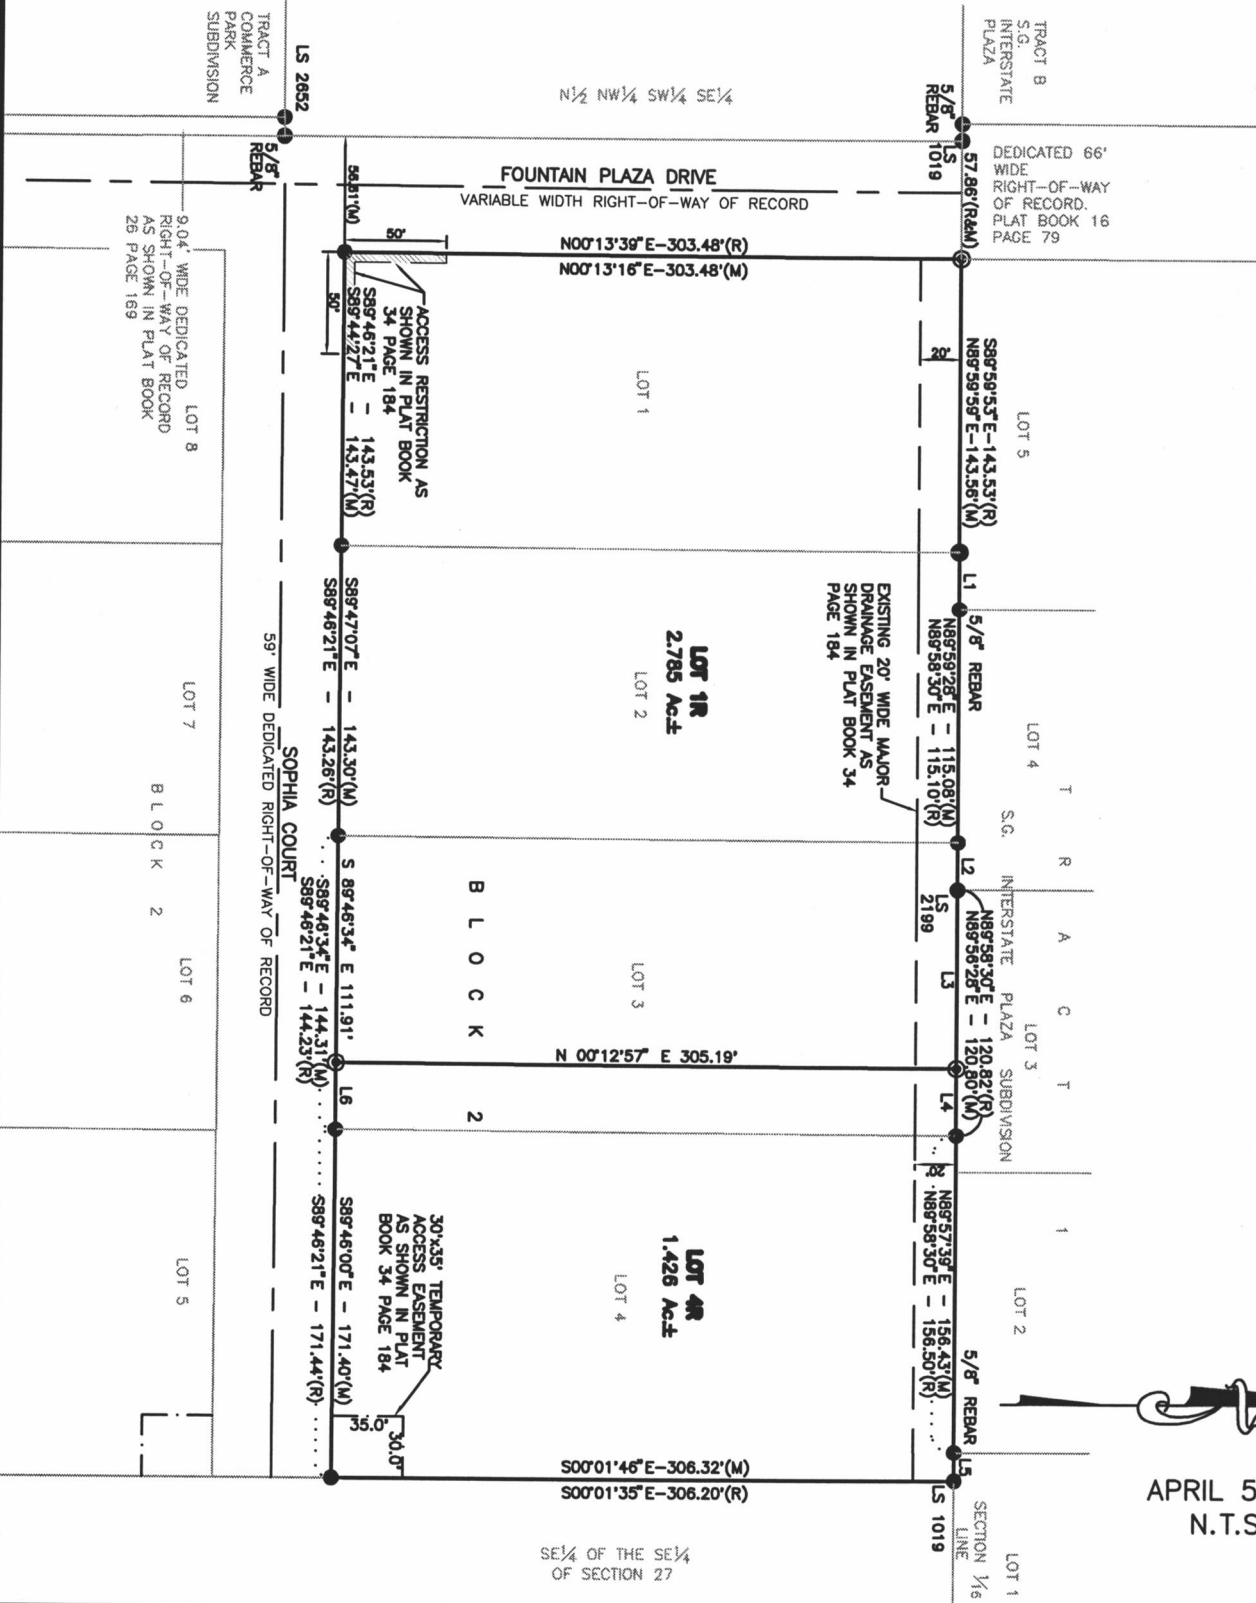 TRACT A
COMMERCE
PARK
SUBDIVISION
LS 2652
5/8"
REBAR
N½ NW¼ SW¼ SE¼
TRACT B
S.G.
INTERSTATE
PLAZA
5/8"
REBAR
LS
1019
57.86'(R&M)
DEDICATED 66'
WIDE
RIGHT-OF-WAY
OF RECORD.
PLAT BOOK 16
PAGE 79
FOUNTAIN PLAZA DRIVE
VARIABLE WIDTH RIGHT-OF-WAY OF RECORD
N00°13'39"E-303.48'(R)
N00°13'16"E-303.48'(M)
50'
50'
9.04' WIDE DEDICATED
RIGHT-OF-WAY OF RECORD
AS SHOWN IN PLAT BOOK
26 PAGE 169
LOT 8
ACCESS RESTRICTION AS
SHOWN IN PLAT BOOK
34 PAGE 184
S89°46'21"E - 143.53'(R)
S89°44'27"E - 143.47'(M)
LOT 1
20'
S89°59'53"E-143.53'(R)
N89°59'59"E-143.56'(M)
LOT 5
L1
5/8" REBAR
N89°59'28"E - 115.08'(M)
N89°58'30"E - 115.10'(R)
EXISTING 20' WIDE MAJOR
DRAINAGE EASEMENT AS
SHOWN IN PLAT BOOK 34
PAGE 184
LOT 1R
2.785 Ac.±
LOT 2
S89°47'07"E - 143.30'(M)
S89°46'21"E - 143.26'(R)
SOPHIA COURT
59' WIDE DEDICATED RIGHT-OF-WAY OF RECORD
LOT 7
BLOCK 2
LOT 6
LOT 4
TRACT 1
S.G. INTERSTATE PLAZA SUBDIVISION
L2
LS
2199
L3
N89°58'30"E - 120.82'(R)
N89°56'28"E - 120.80'(M)
LOT 3
L4
S 89°46'34" E 111.91'
S89°46'34"E - 144.31'(M)
S89°46'21"E - 144.23'(R)
BLOCK 2
LOT 3
N 00°12'57" E 305.19'
L6
20'
N89°57'39"E - 156.43'(M)
N89°58'30"E - 156.50'(R)
LOT 2
5/8" REBAR
L5
LS 1019
LOT 4R
1.426 Ac.±
LOT 4
30'x35' TEMPORARY
ACCESS EASEMENT
AS SHOWN IN PLAT
BOOK 34 PAGE 184
S89°46'00"E - 171.40'(M)
S89°46'21"E - 171.44'(R)
LOT 5
35.0'
30.0'
S00°01'46"E-306.32'(M)
S00°01'35"E-306.20'(R)
SE¼ OF THE SE¼
OF SECTION 27
SECTION 1/16
LINE
LOT 1
APRIL 5
N.T.S